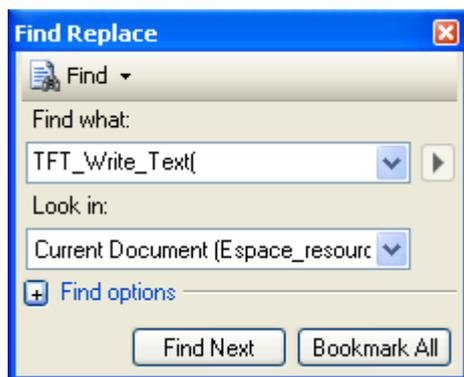 Find Replace
Find
Find what:
TFT_Write_Text(
Look in:
Current Document (Espace_resourc
Find options
Find Next Bookmark All